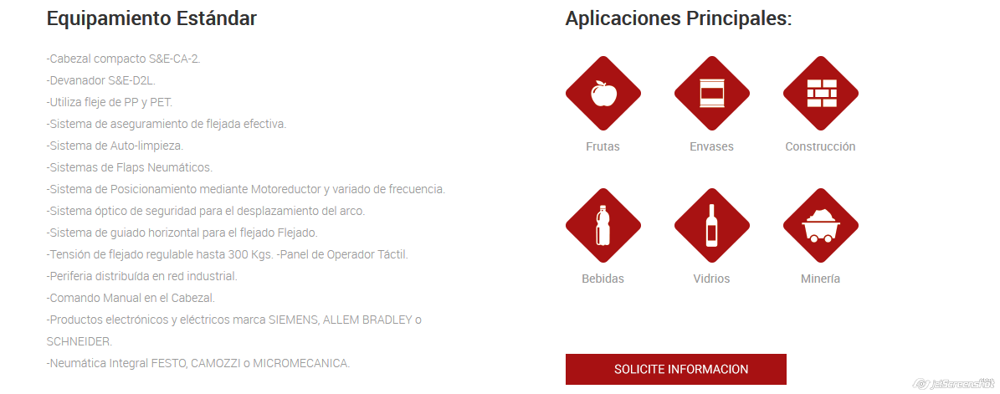 Equipamiento Estándar
-Cabezal compacto S&E-CA-2.
-Devanador S&E-D2L.
-Utiliza fleje de PP y PET.
-Sistema de aseguramiento de flejada efectiva.
-Sistema de Auto-limpieza.
-Sistemas de Flaps Neumáticos.
-Sistema de Posicionamiento mediante Motoreductor y variado de frecuencia.
-Sistema óptico de seguridad para el desplazamiento del arco.
-Sistema de guiado horizontal para el flejado Flejado.
-Tensión de flejado regulable hasta 300 Kgs. -Panel de Operador Táctil.
-Periferia distribuída en red industrial.
-Comando Manual en el Cabezal.
-Productos electrónicos y eléctricos marca SIEMENS, ALLEM BRADLEY o
SCHNEIDER.
-Neumática Integral FESTO, CAMOZZI o MICROMECANICA.
Aplicaciones Principales:
Frutas
Envases
Construcción
Bebidas
Vidrios
Minería
SOLICITE INFORMACION
jetScreenshot.com